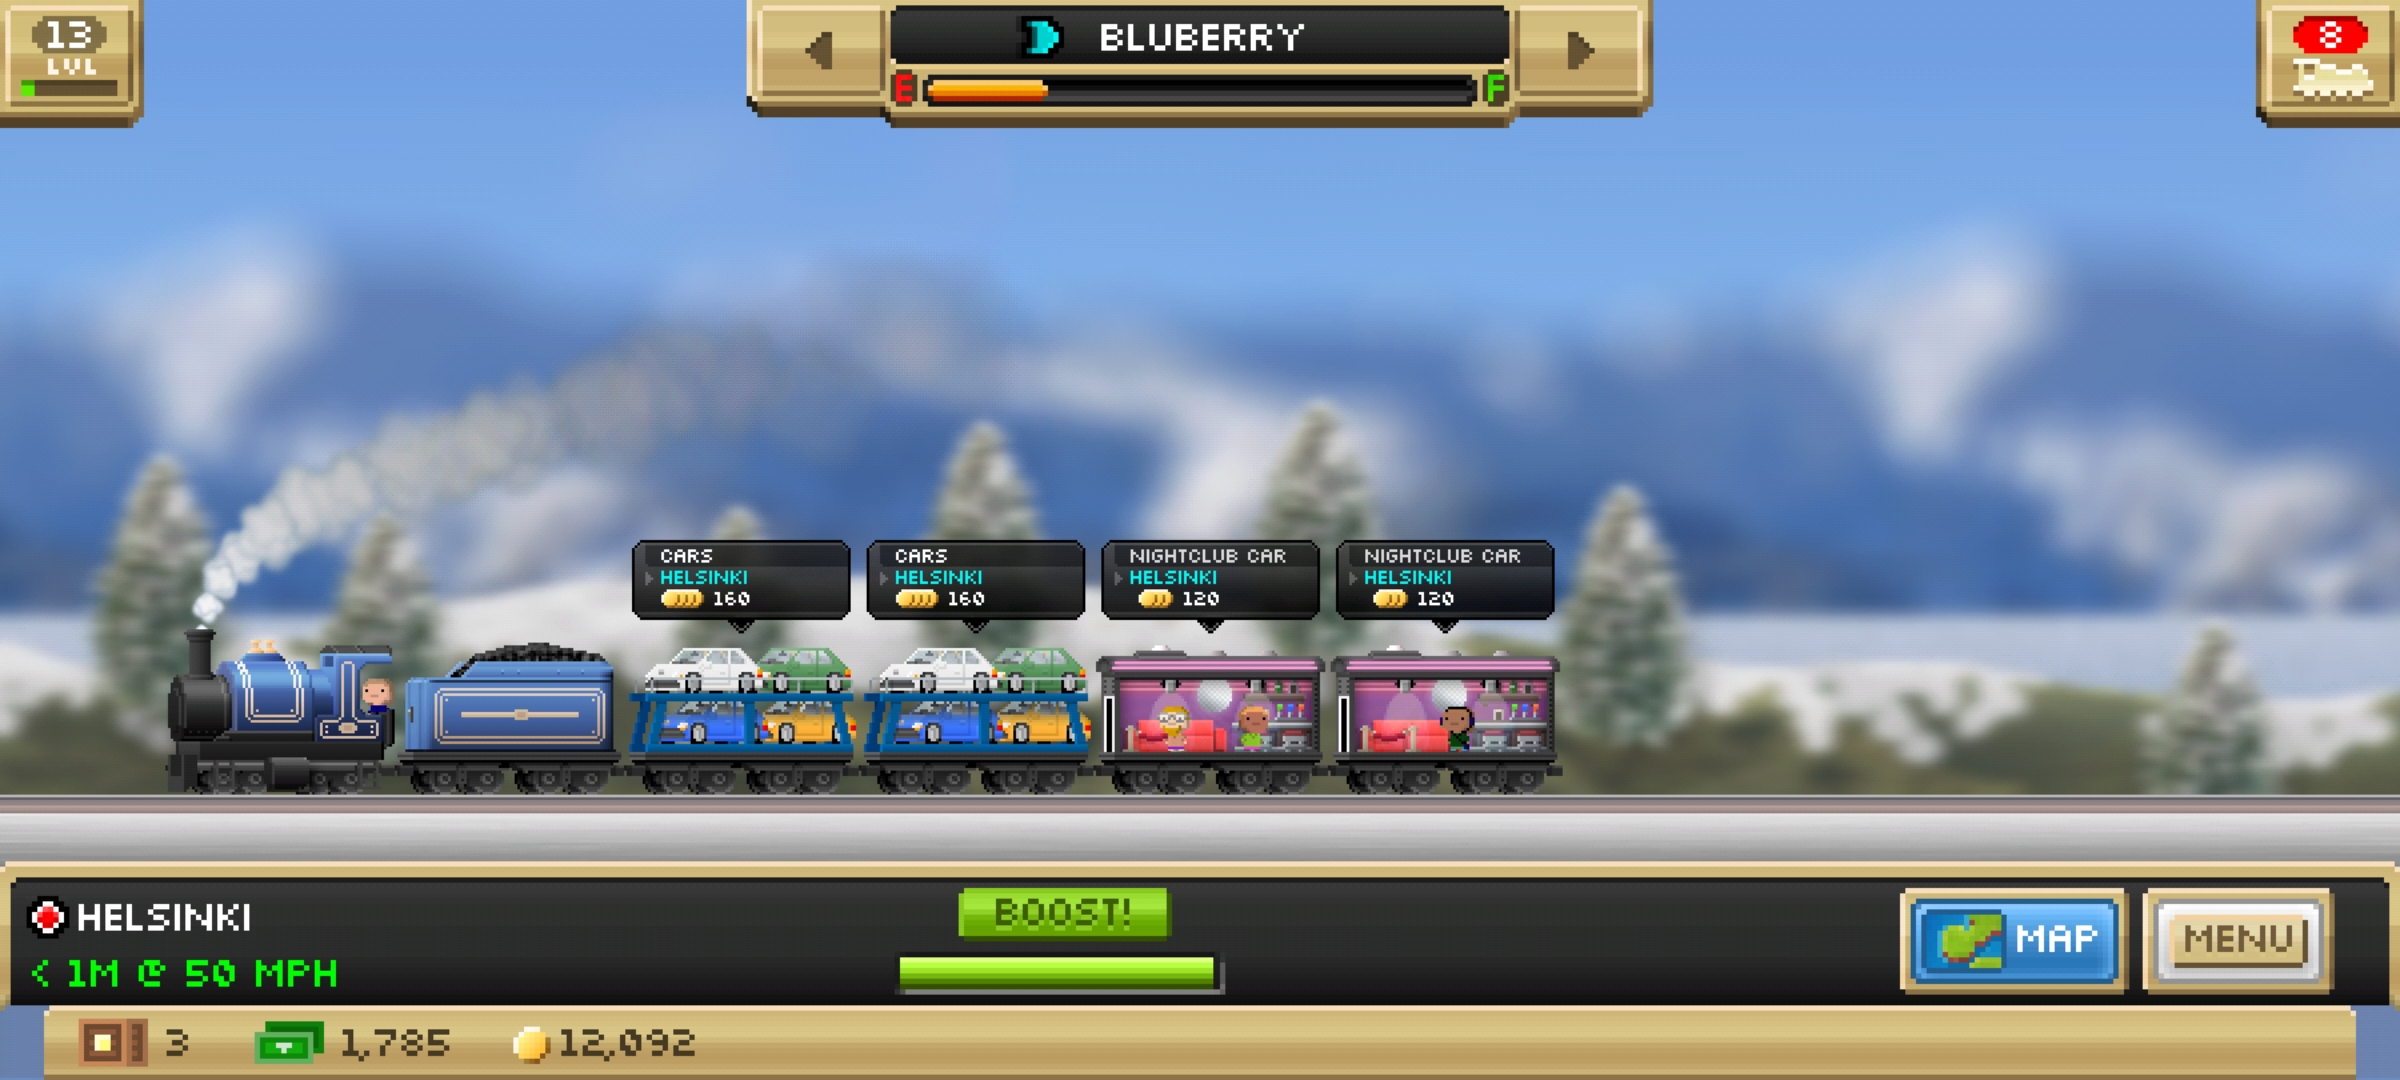 13
LVL
BLUBERRY
E F
8
CARS
HELSINKI
160
CARS
HELSINKI
160
NIGHTCLUB CAR
HELSINKI
120
NIGHTCLUB CAR
HELSINKI
120
HELSINKI
< 1M @ 50 MPH
BOOST!
MAP
MENU
3
1,785
12,092